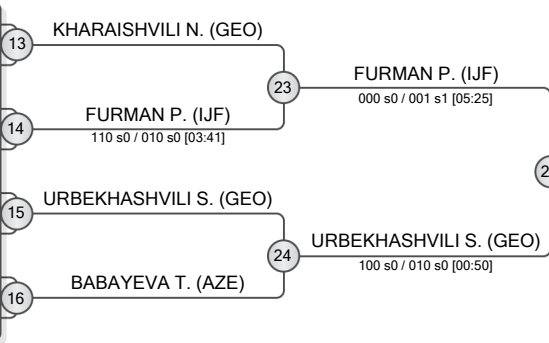 KHARAISHVILI N. (GEO)
13
23
FURMAN P. (IJF)
000 s0 / 001 s1 [05:25]
FURMAN P. (IJF)
14
110 s0 / 010 s0 [03:41]
URBEKHASHVILI S. (GEO)
15
URBEKHASHVILI S. (GEO)
24
100 s0 / 010 s0 [00:50]
BABAYEVA T. (AZE)
16